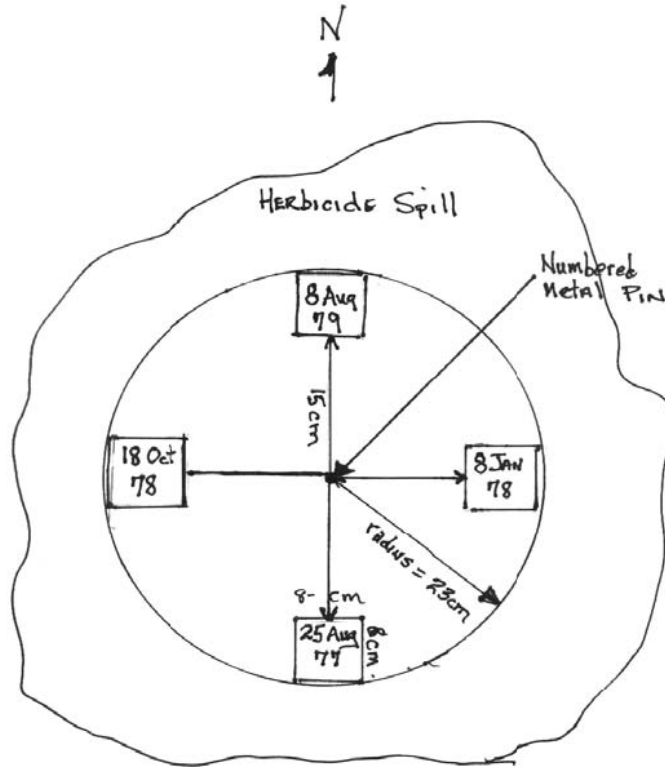 N
HERBICIDE Spill
Numbered
Metal PIN
8 Aug
79
15 cm
18 Oct
78
8 JAN
78
radius = 23cm
8- cm
25 Aug
77
8 cm.